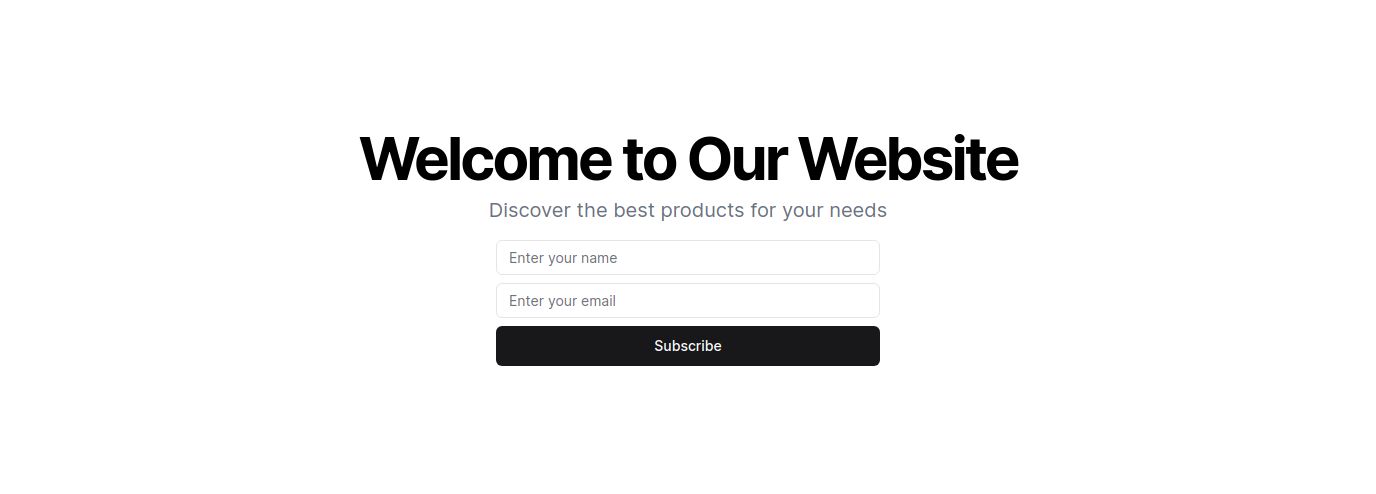 Welcome to Our Website
Discover the best products for your needs
Enter your name
Enter your email
Subscribe